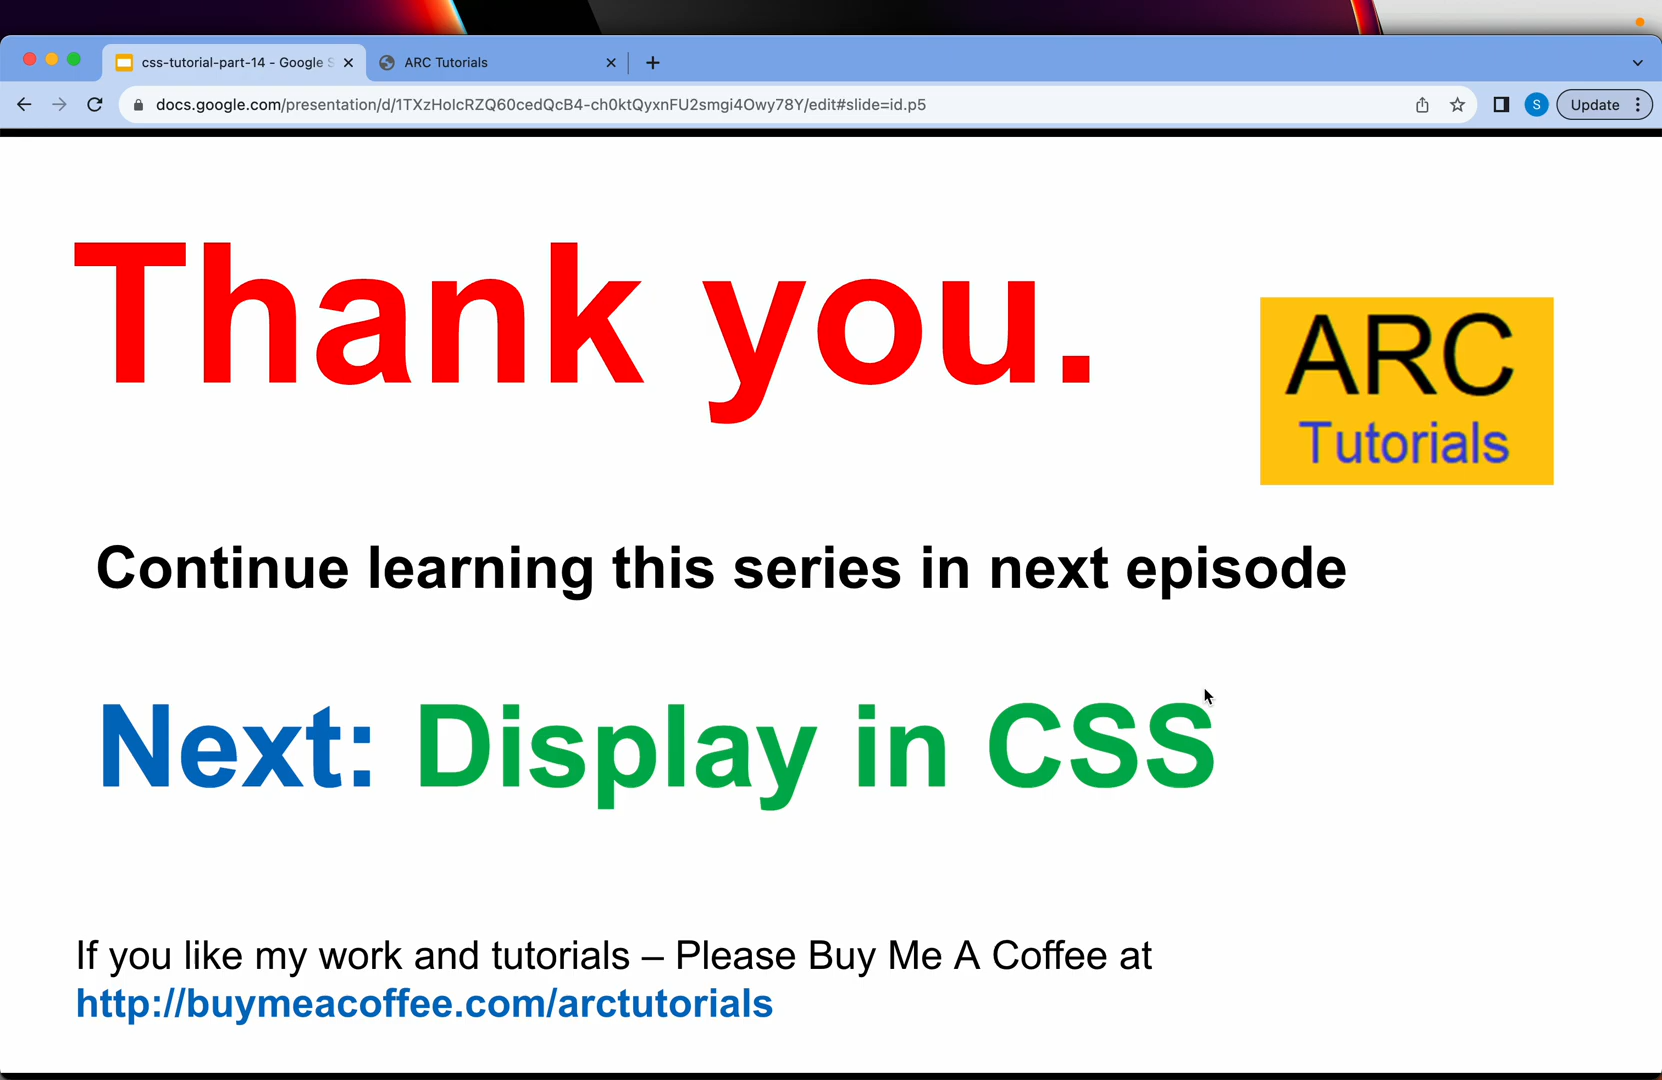 css-tutorial-part-14 - Google S
ARC Tutorials
docs.google.com/presentation/d/1TXzHolcRZQ60cedQcB4-ch0ktQyxnFU2smgi4Owy78Y/edit#slide=id.p5
S
Update
Thank you.
ARC
Tutorials
Continue learning this series in next episode
Next: Display in CSS
If you like my work and tutorials – Please Buy Me A Coffee at
http://buymeacoffee.com/arctutorials